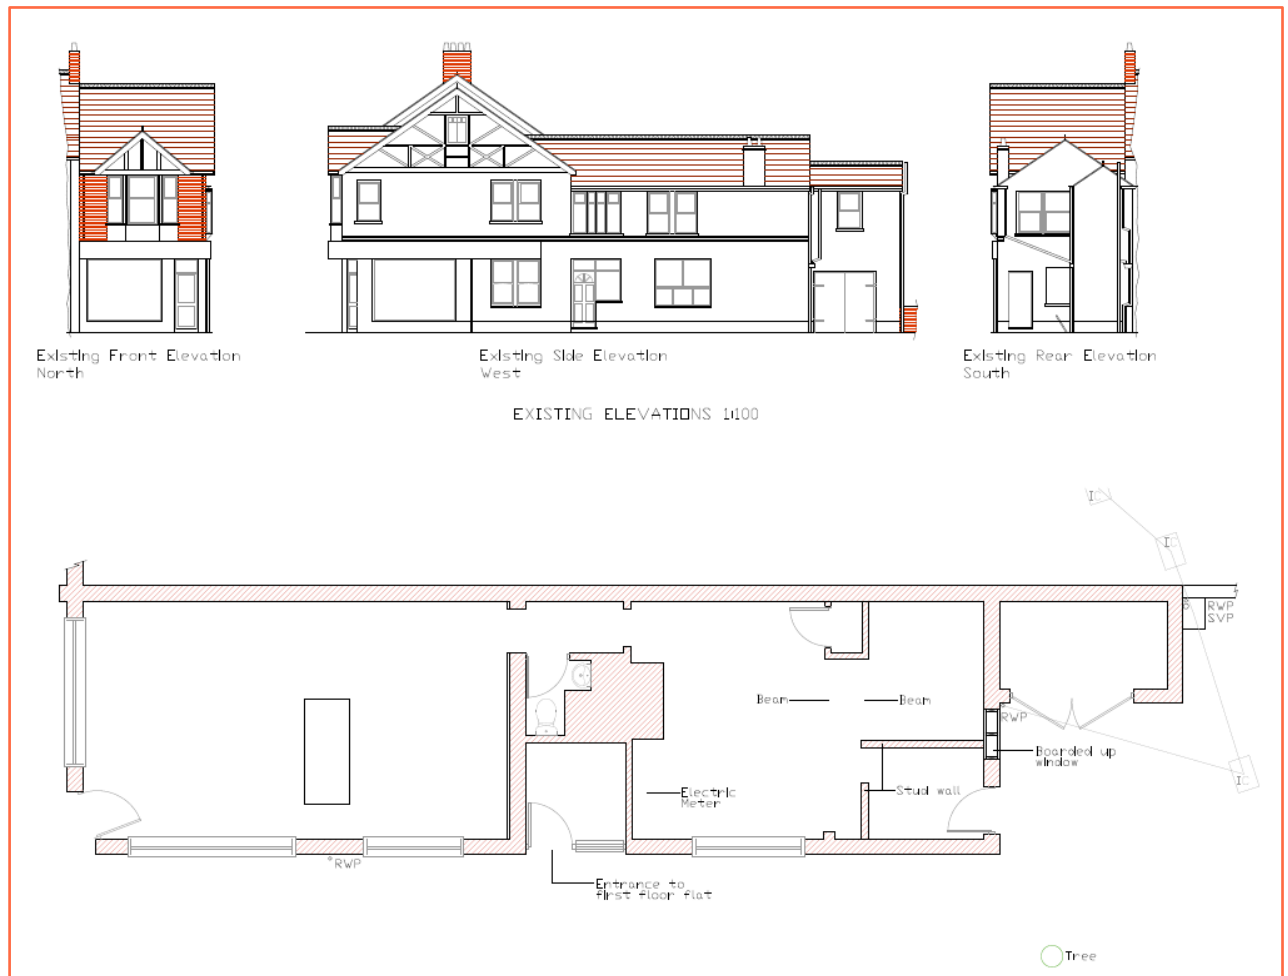 Existing Front Elevation
North
Existing Side Elevation
West
Existing Rear Elevation
South
EXISTING ELEVATIONS 1:100
IC
IC
RWP
SVP
Beam
Beam
RWP
Boarded up
window
IC
Electric
Meter
Stud wall
RWP
Entrance to
first floor flat
Tree